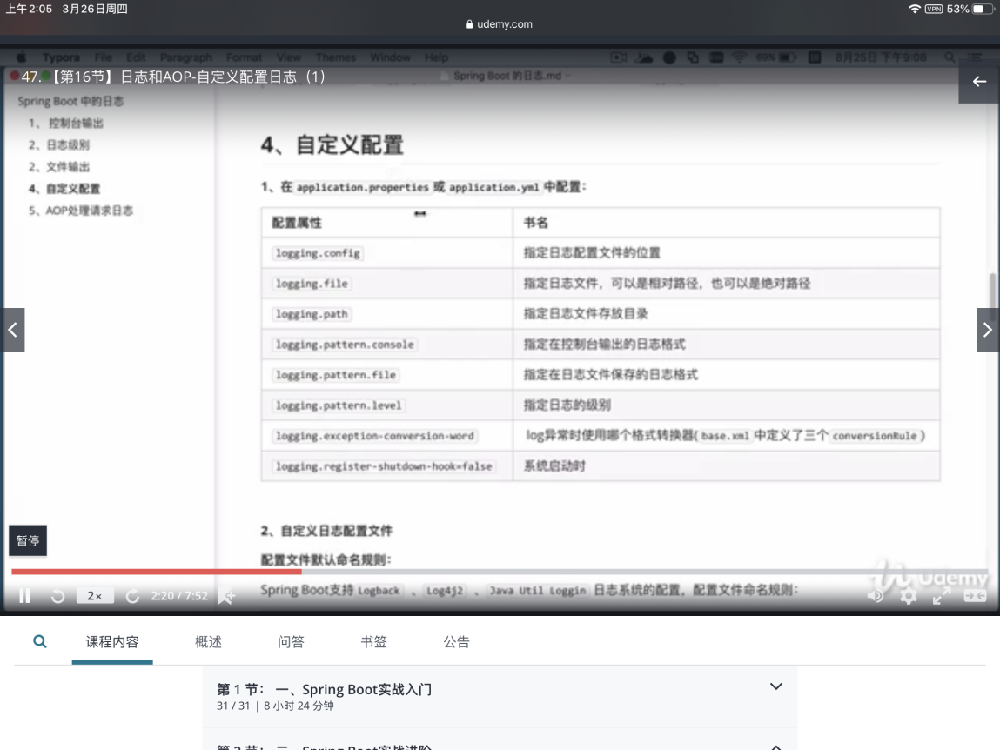 上午2:05 3月26日周四 VPN 53%
udemy.com
Typora File Edit Paragraph Format View Themes Window Help 69% 8月25日 下午9:08
47. 【第16节】日志和AOP-自定义配置日志（1） Spring Boot 的日志.md
Spring Boot 中的日志
1、 控制台输出
2、日志级别
2、文件输出
4、自定义配置
5、AOP处理请求日志
4、自定义配置
1、在 application.properties 或 application.yml 中配置：
配置属性 书名
logging.config 指定日志配置文件的位置
logging.file 指定日志文件，可以是相对路径，也可以是绝对路径
logging.path 指定日志文件存放目录
logging.pattern.console 指定在控制台输出的日志格式
logging.pattern.file 指定在日志文件保存的日志格式
logging.pattern.level 指定日志的级别
logging.exception-conversion-word log异常时使用哪个格式转换器( base.xml 中定义了三个 conversionRule )
logging.register-shutdown-hook=false 系统启动时
2、自定义日志配置文件
配置文件默认命名规则：
Spring Boot支持 Logback 、 Log4j2 、 Java Util Loggin 日志系统的配置，配置文件命名规则：
暂停
Udemy
2× 2:20 / 7:52
课程内容 概述 问答 书签 公告
第 1 节： 一、Spring Boot实战入门
31 / 31 | 8 小时 24 分钟
第 2 节： 二、Spring Boot实战进阶